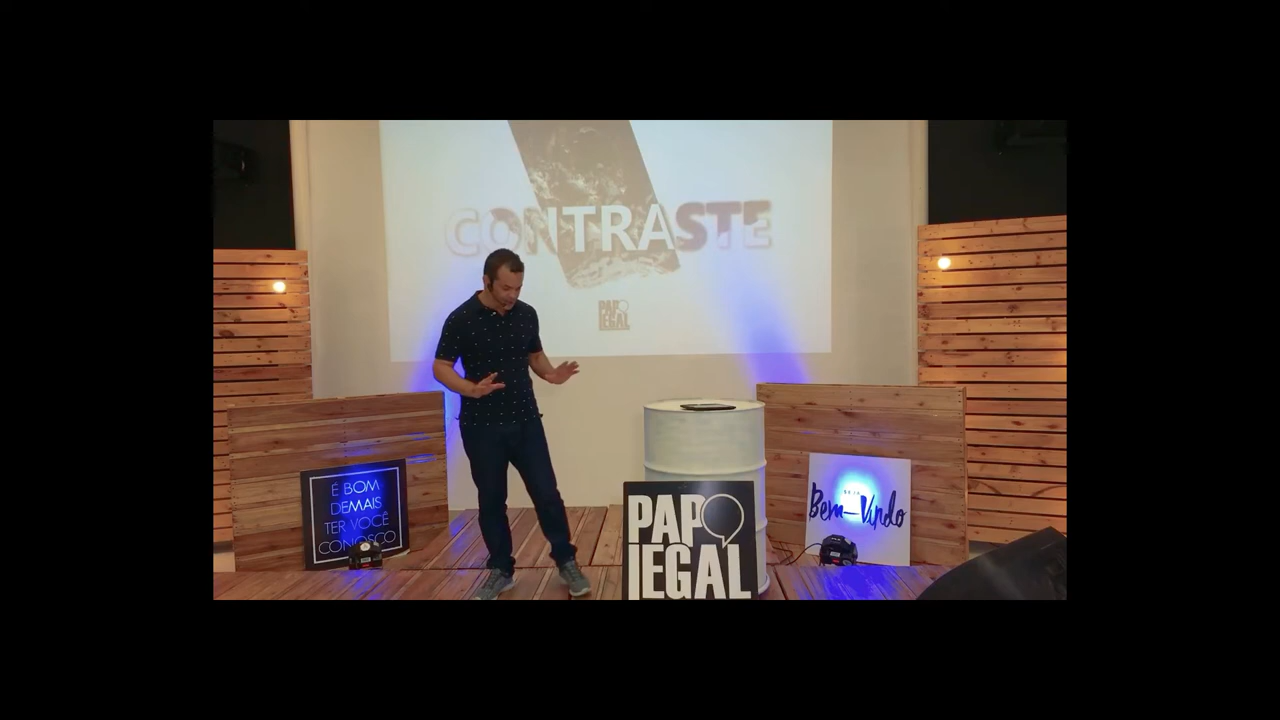 CONTRASTE
PAPO
LEGAL
É BOM
DEMAIS
TER VOCÊ
CONOSCO
PAPO
LEGAL
Bem-Vindo